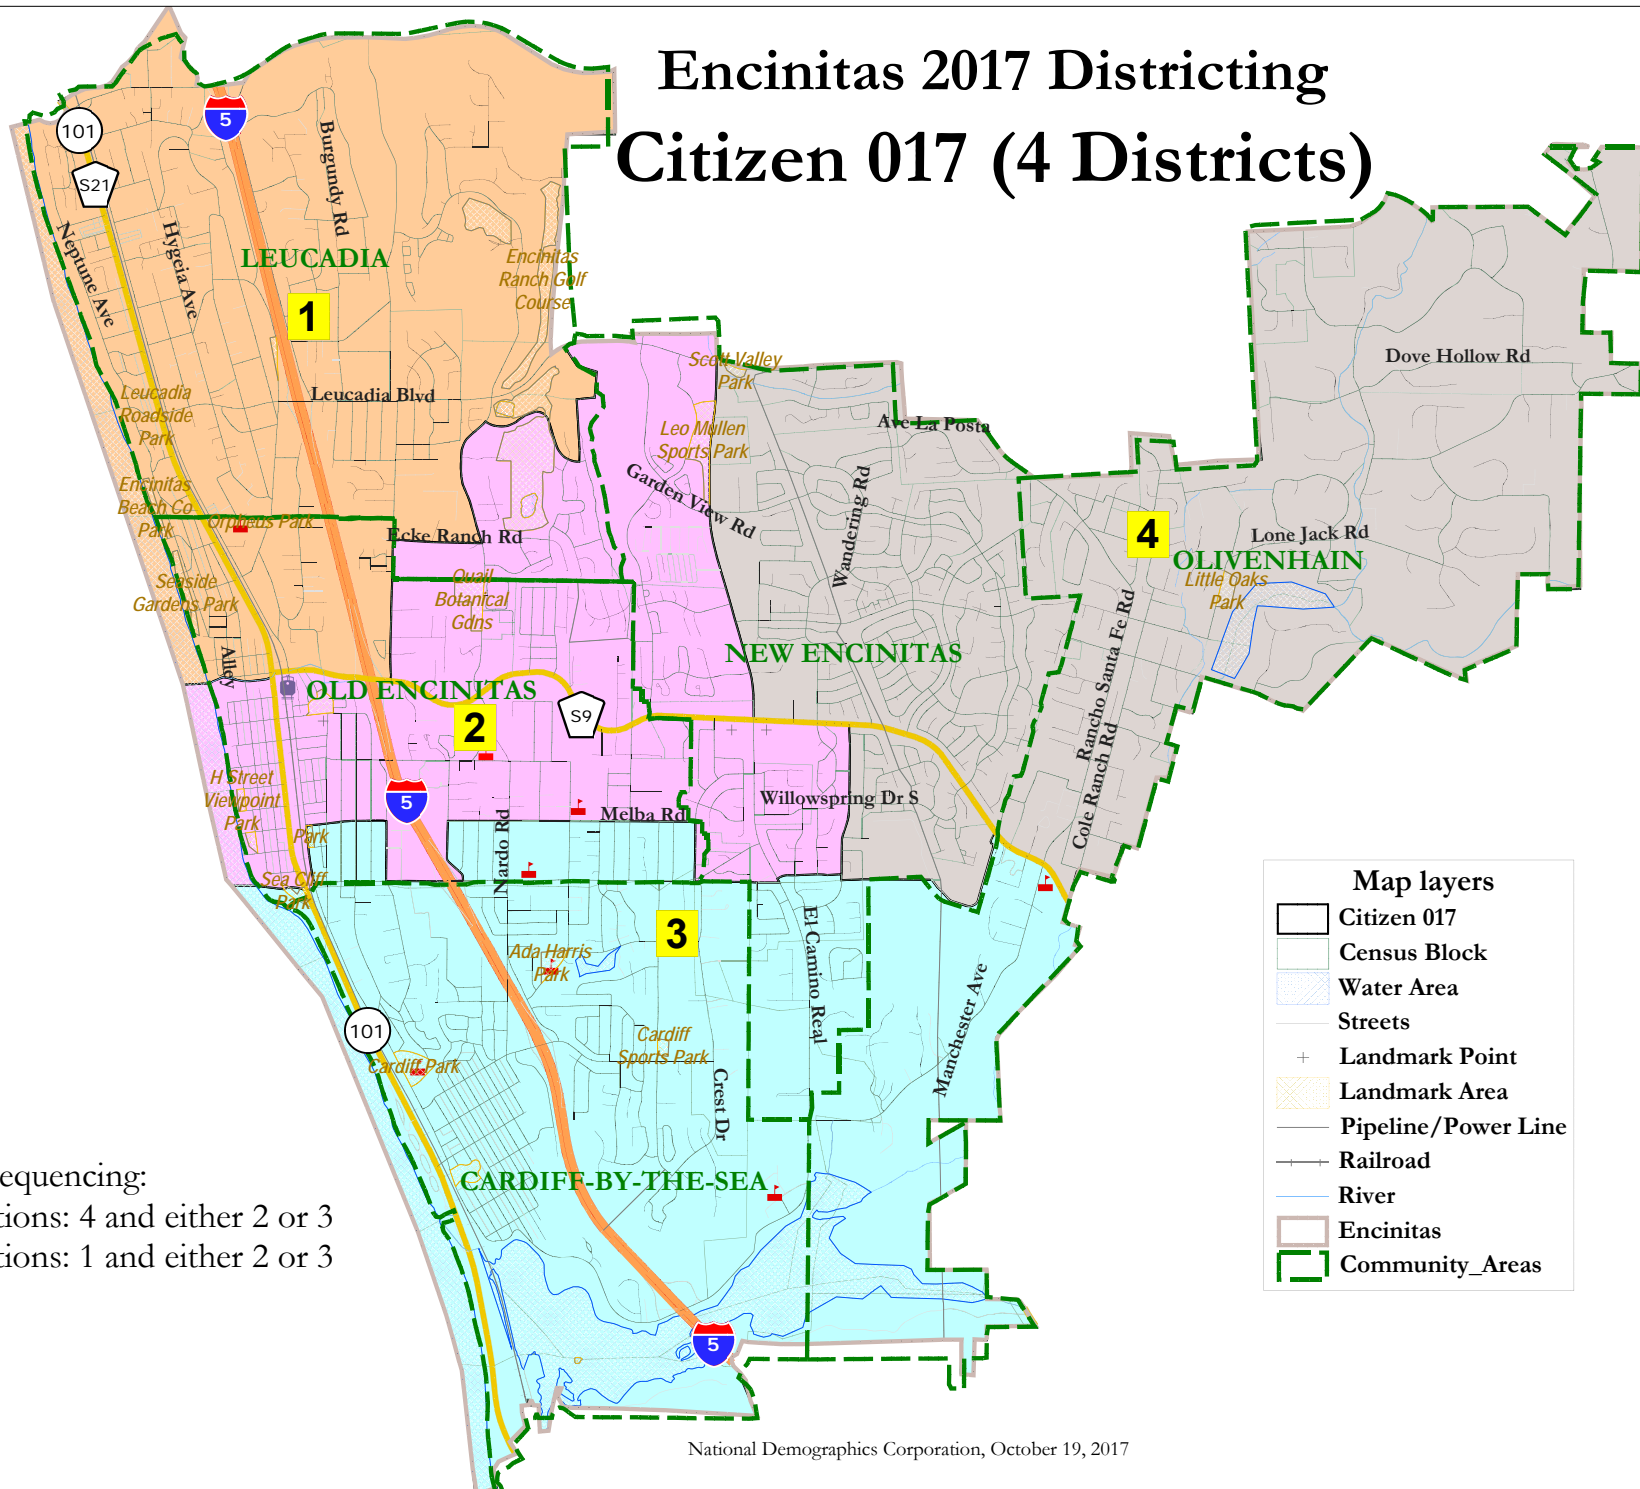 Encinitas 2017 Districting
Citizen 017 (4 Districts)
101
S21
5
Burgundy Rd
Neptune Ave
Hygeia Ave
LEUCADIA
1
Encinitas
Ranch Golf
Course
Leucadia Blvd
Leucadia
Roadside
Park
Scott Valley
Park
Leo Mullen
Sports Park
Ave La Posta
Dove Hollow Rd
Garden View Rd
Wandering Rd
Encinitas
Beach Co
Park
Orpheus Park
Ecke Ranch Rd
4
Lone Jack Rd
OLIVENHAIN
Little Oaks
Park
Seaside
Gardens Park
Quail
Botanical
Gdns
Alley
NEW ENCINITAS
Rancho Santa Fe Rd
Cole Ranch Rd
OLD ENCINITAS
2
S9
H Street
Viewpoint
Park
5
Willowspring Dr S
Melba Rd
Nardo Rd
Park
Sea Cliff
Park
3
El Camino Real
Ada Harris
Park
Manchester Ave
101
Cardiff
Sports Park
Cardiff Park
Crest Dr
CARDIFF-BY-THE-SEA
5
equencing:
tions: 4 and either 2 or 3
tions: 1 and either 2 or 3
Map layers
Citizen 017
Census Block
Water Area
Streets
Landmark Point
Landmark Area
Pipeline/Power Line
Railroad
River
Encinitas
Community_Areas
National Demographics Corporation, October 19, 2017